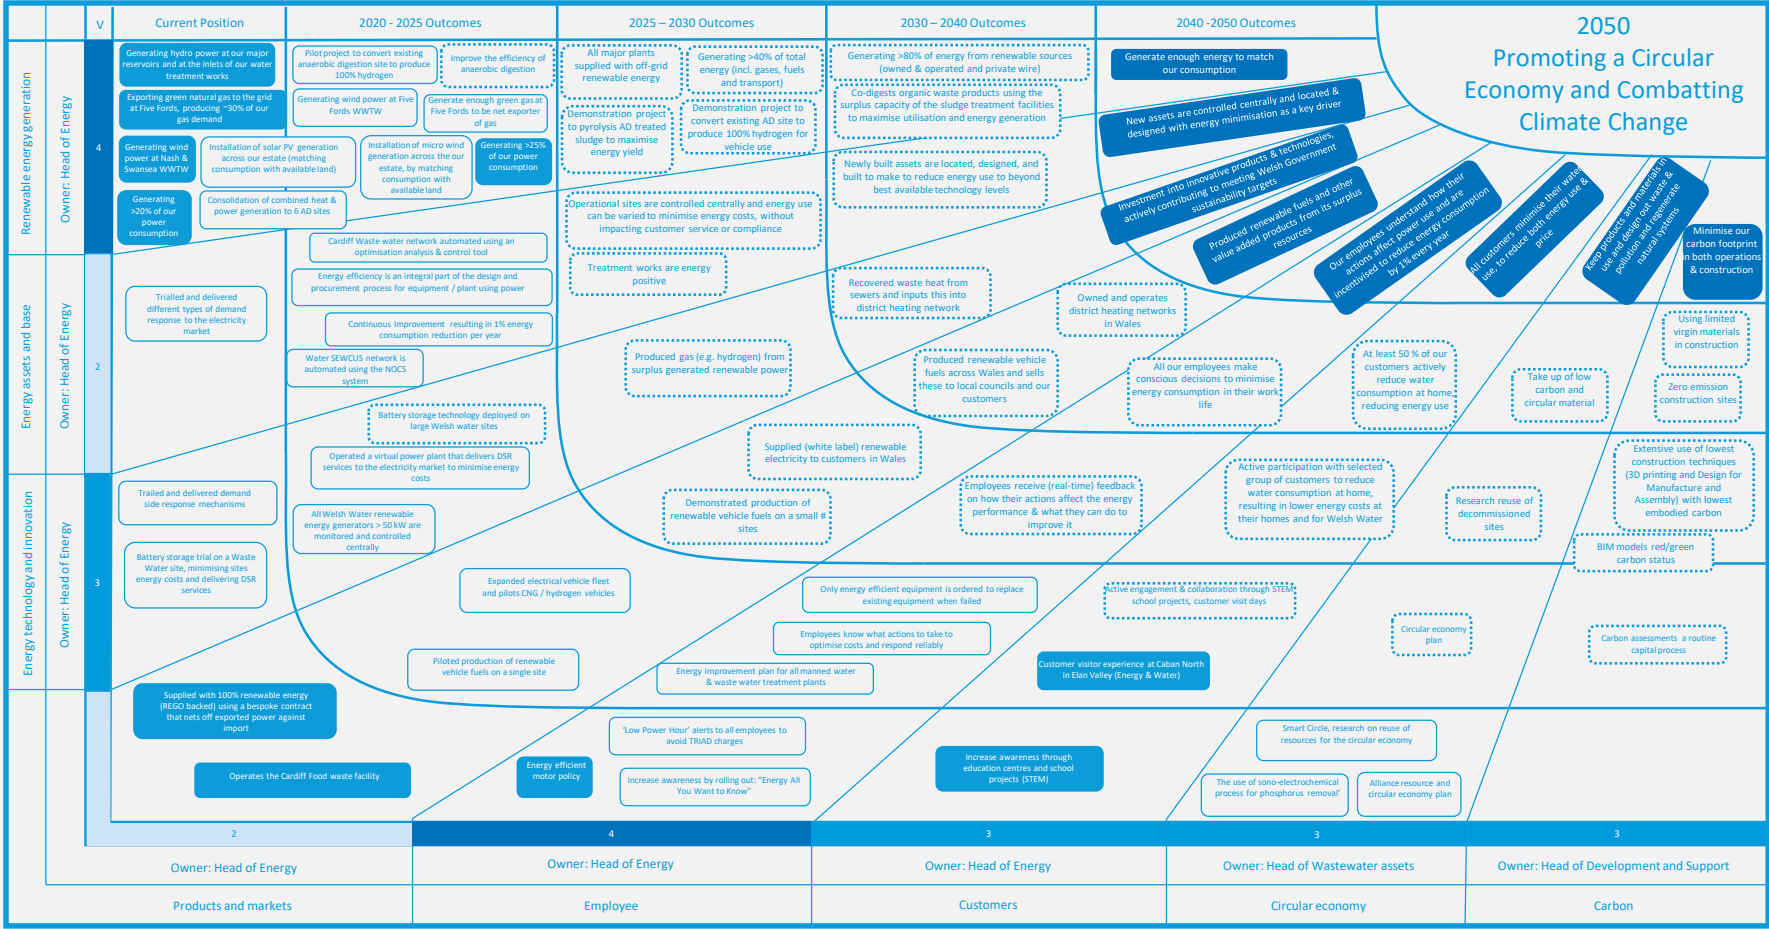 V
Current Position
2020 - 2025 Outcomes
2025 – 2030 Outcomes
2030 – 2040 Outcomes
2040 -2050 Outcomes
2050
Promoting a Circular
Economy and Combatting
Climate Change
Renewable energy generation
Owner: Head of Energy
4
Generating hydro power at our major
reservoirs and at the inlets of our water
treatment works
Exporting green natural gas to the grid
at Five Fords, producing ~30% of our
gas demand
Generating wind
power at Nash &
Swansea WWTW
Installation of solar PV generation
across our estate (matching
consumption with available land)
Generating
>20% of our
power
consumption
Consolidation of combined heat &
power generation to 6 AD sites
Pilot project to convert existing
anaerobic digestion site to produce
100% hydrogen
Improve the efficiency of
anaerobic digestion
Generating wind power at Five
Fords WWTW
Generate enough green gas at
Five Fords to be net exporter
of gas
Installation of micro wind
generation across the our
estate, by matching
consumption with
available land
Generating >25%
of our power
consumption
All major plants
supplied with off-grid
renewable energy
Generating >40% of total
energy (incl. gases, fuels
and transport)
Demonstration project
to pyrolysis AD treated
sludge to maximise
energy yield
Demonstration project to
convert existing AD site to
produce 100% hydrogen for
vehicle use
Generating >80% of energy from renewable sources
(owned & operated and private wire)
Co-digests organic waste products using the
surplus capacity of the sludge treatment facilities
to maximise utilisation and energy generation
Newly built assets are located, designed, and
built to make to reduce energy use to beyond
best available technology levels
Generate enough energy to match
our consumption
New assets are controlled centrally and located &
designed with energy minimisation as a key driver
Investment into innovative products & technologies,
actively contributing to meeting Welsh Government
sustainability targets
Produced renewable fuels and other
value added products from its surplus
resources
Our employees understand how their
actions affect power use and are
incentivised to reduce energy consumption
by 1% every year
All customers minimise their water
use, to reduce both energy use &
price
Keep products and materials in
use and design out waste &
pollution and regenerate
natural systems
Minimise our
carbon footprint
in both operations
& construction
Energy assets and base
Owner: Head of Energy
2
Trialled and delivered
different types of demand
response to the electricity
market
Cardiff Waste water network automated using an
optimisation analysis & control tool
Energy efficiency is an integral part of the design and
procurement process for equipment / plant using power
Continuous Improvement resulting in 1% energy
consumption reduction per year
Water SEWCUS network is
automated using the NOCS
system
Operational sites are controlled centrally and energy use
can be varied to minimise energy costs, without
impacting customer service or compliance
Treatment works are energy
positive
Recovered waste heat from
sewers and inputs this into
district heating network
Owned and operates
district heating networks
in Wales
Produced gas (e.g. hydrogen) from
surplus generated renewable power
Produced renewable vehicle
fuels across Wales and sells
these to local councils and our
customers
All our employees make
conscious decisions to minimise
energy consumption in their work
life
At least 50 % of our
customers actively
reduce water
consumption at home,
reducing energy use
Take up of low
carbon and
circular material
Using limited
virgin materials
in construction
Zero emission
construction sites
Energy technology and innovation
Owner: Head of Energy
3
Trailed and delivered demand
side response mechanisms
Battery storage trial on a Waste
Water site, minimising sites
energy costs and delivering DSR
services
Battery storage technology deployed on
large Welsh water sites
Operated a virtual power plant that delivers DSR
services to the electricity market to minimise energy
costs
All Welsh Water renewable
energy generators > 50 kW are
monitored and controlled
centrally
Supplied (white label) renewable
electricity to customers in Wales
Demonstrated production of
renewable vehicle fuels on a small #
sites
Employees receive (real-time) feedback
on how their actions affect the energy
performance & what they can do to
improve it
Active participation with selected
group of customers to reduce
water consumption at home,
resulting in lower energy costs at
their homes and for Welsh Water
Research reuse of
decommissioned
sites
Extensive use of lowest
construction techniques
(3D printing and Design for
Manufacture and
Assembly) with lowest
embodied carbon
BIM models red/green
carbon status
Expanded electrical vehicle fleet
and pilots CNG / hydrogen vehicles
Piloted production of renewable
vehicle fuels on a single site
Only energy efficient equipment is ordered to replace
existing equipment when failed
Employees know what actions to take to
optimise costs and respond reliably
Energy improvement plan for all manned water
& waste water treatment plants
Active engagement & collaboration through STEM
school projects, customer visit days
Customer visitor experience at Caban North
in Elan Valley (Energy & Water)
Circular economy
plan
Carbon assessments a routine
capital process
Supplied with 100% renewable energy
(REGO backed) using a bespoke contract
that nets off exported power against
import
Operates the Cardiff Food waste facility
Energy efficient
motor policy
'Low Power Hour' alerts to all employees to
avoid TRIAD charges
Increase awareness by rolling out: "Energy All
You Want to Know"
Increase awareness through
education centres and school
projects (STEM)
Smart Circle, research on reuse of
resources for the circular economy
The use of sono-electrochemical
process for phosphorus removal'
Alliance resource and
circular economy plan
2
4
3
3
3
Owner: Head of Energy
Owner: Head of Energy
Owner: Head of Energy
Owner: Head of Wastewater assets
Owner: Head of Development and Support
Products and markets
Employee
Customers
Circular economy
Carbon